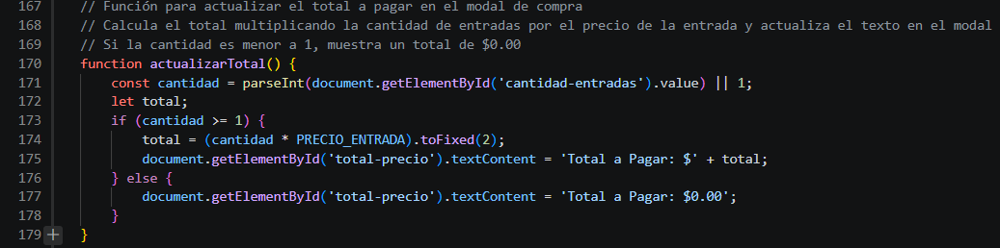 167 // Función para actualizar el total a pagar en el modal de compra
168 // Calcula el total multiplicando la cantidad de entradas por el precio de la entrada y actualiza el texto en el modal
169 // Si la cantidad es menor a 1, muestra un total de $0.00
170 function actualizarTotal() {
171 const cantidad = parseInt(document.getElementById('cantidad-entradas').value) || 1;
172 let total;
173 if (cantidad >= 1) {
174 total = (cantidad * PRECIO_ENTRADA).toFixed(2);
175 document.getElementById('total-precio').textContent = 'Total a Pagar: $' + total;
176 } else {
177 document.getElementById('total-precio').textContent = 'Total a Pagar: $0.00';
178 }
179 + }